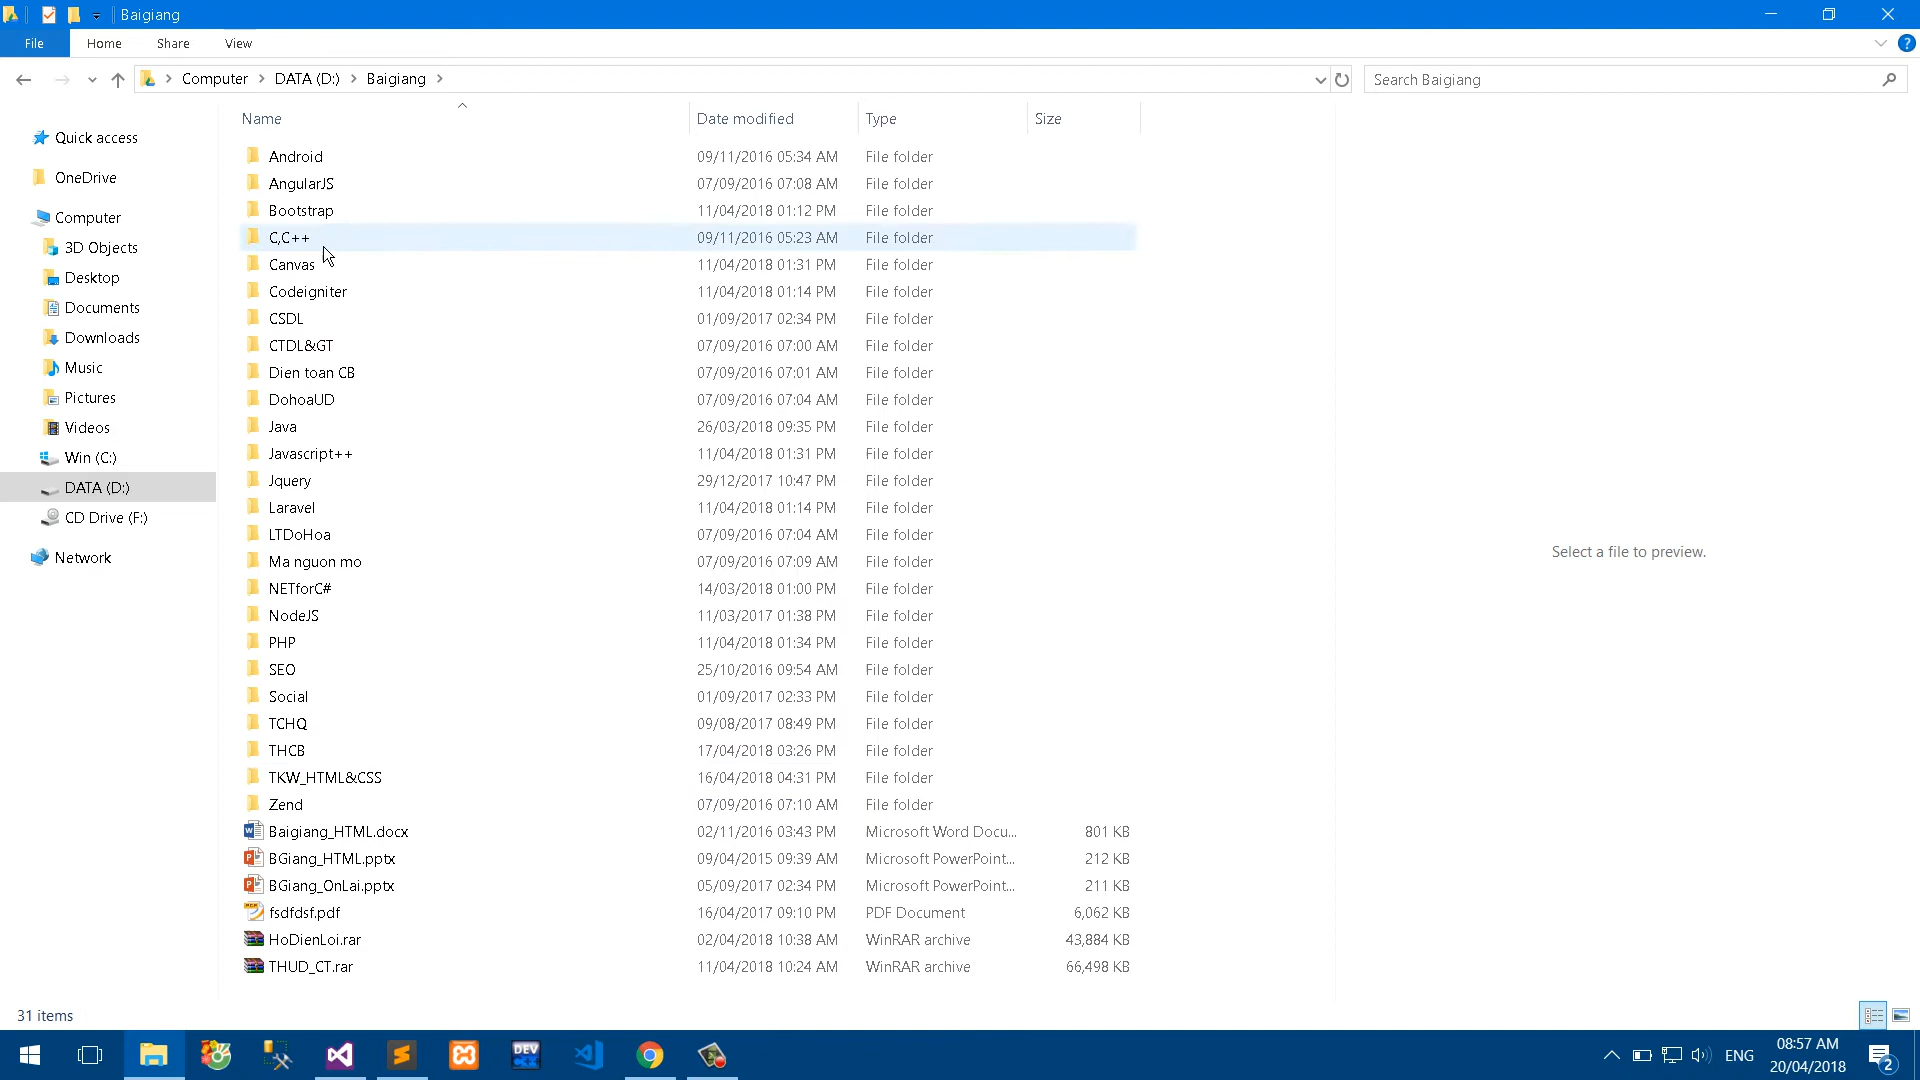 Baigiang
File Home Share View
Computer DATA (D:) Baigiang
Search Baigiang
Name Date modified Type Size
Quick access
OneDrive
Computer
3D Objects
Desktop
Documents
Downloads
Music
Pictures
Videos
Win (C:)
DATA (D:)
CD Drive (F:)
Network
Android 09/11/2016 05:34 AM File folder
AngularJS 07/09/2016 07:08 AM File folder
Bootstrap 11/04/2018 01:12 PM File folder
C,C++ 09/11/2016 05:23 AM File folder
Canvas 11/04/2018 01:31 PM File folder
Codeigniter 11/04/2018 01:14 PM File folder
CSDL 01/09/2017 02:34 PM File folder
CTDL&GT 07/09/2016 07:00 AM File folder
Dien toan CB 07/09/2016 07:01 AM File folder
DohoaUD 07/09/2016 07:04 AM File folder
Java 26/03/2018 09:35 PM File folder
Javascript++ 11/04/2018 01:31 PM File folder
Jquery 29/12/2017 10:47 PM File folder
Laravel 11/04/2018 01:14 PM File folder
LTDoHoa 07/09/2016 07:04 AM File folder
Ma nguon mo 07/09/2016 07:09 AM File folder
NETforC# 14/03/2018 01:00 PM File folder
NodeJS 11/03/2017 01:38 PM File folder
PHP 11/04/2018 01:34 PM File folder
SEO 25/10/2016 09:54 AM File folder
Social 01/09/2017 02:33 PM File folder
TCHQ 09/08/2017 08:49 PM File folder
THCB 17/04/2018 03:26 PM File folder
TKW_HTML&CSS 16/04/2018 04:31 PM File folder
Zend 07/09/2016 07:10 AM File folder
Baigiang_HTML.docx 02/11/2016 03:43 PM Microsoft Word Docu... 801 KB
BGiang_HTML.pptx 09/04/2015 09:39 AM Microsoft PowerPoint... 212 KB
BGiang_OnLai.pptx 05/09/2017 02:34 PM Microsoft PowerPoint... 211 KB
fsdfdsf.pdf 16/04/2017 09:10 PM PDF Document 6,062 KB
HoDienLoi.rar 02/04/2018 10:38 AM WinRAR archive 43,884 KB
THUD_CT.rar 11/04/2018 10:24 AM WinRAR archive 66,498 KB
Select a file to preview.
31 items
DEV
ENG
08:57 AM
20/04/2018
2